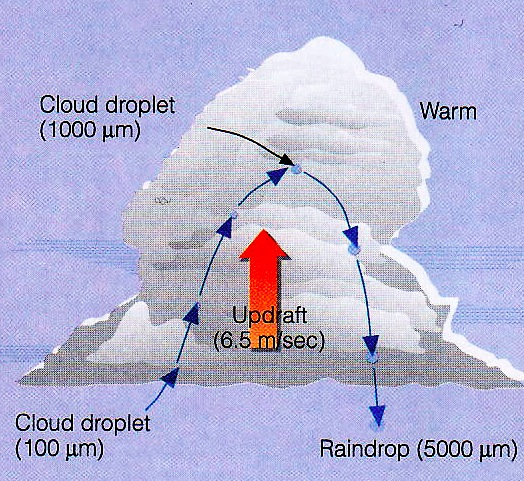 Cloud droplet
(1000 µm)
Warm
Updraft
(6.5 m/sec)
Cloud droplet
(100 µm)
Raindrop (5000 µm)